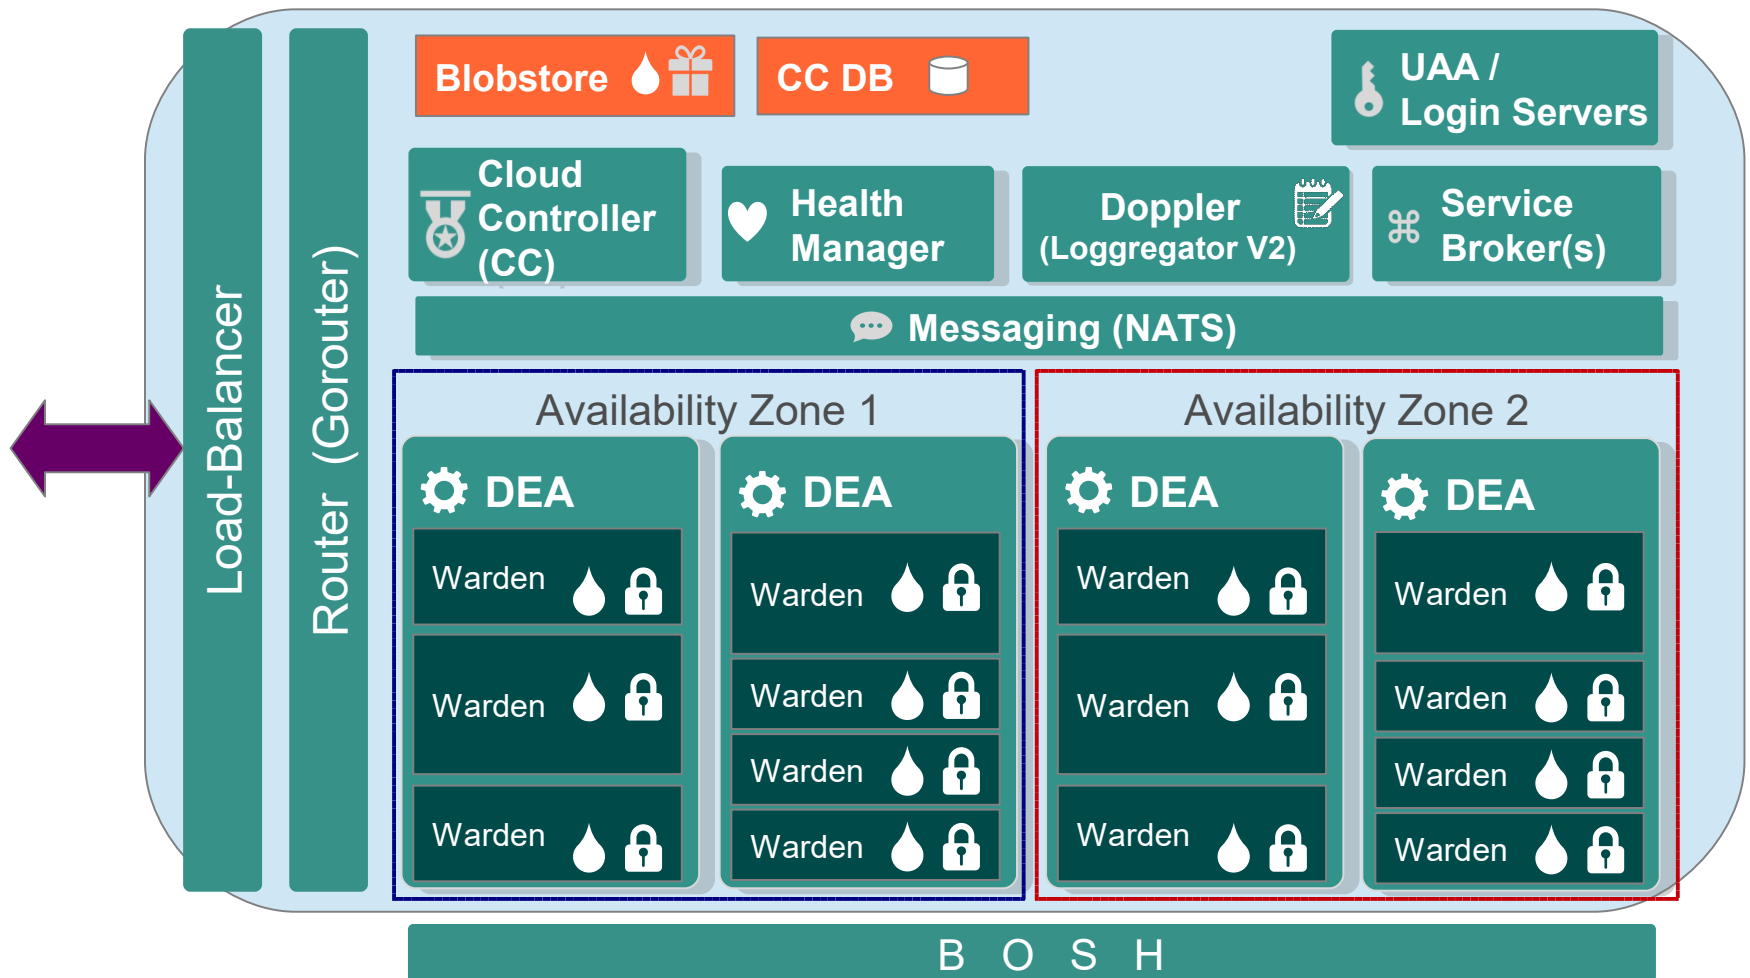 Load-Balancer
Router (Gorouter)
Blobstore
CC DB
UAA /
Login Servers
Cloud
Controller
(CC)
Health
Manager
Doppler
(Loggregator V2)
Service
Broker(s)
Messaging (NATS)
Availability Zone 1
DEA
Warden
Warden
Warden
DEA
Warden
Warden
Warden
Warden
Availability Zone 2
DEA
Warden
Warden
Warden
DEA
Warden
Warden
Warden
Warden
B O S H